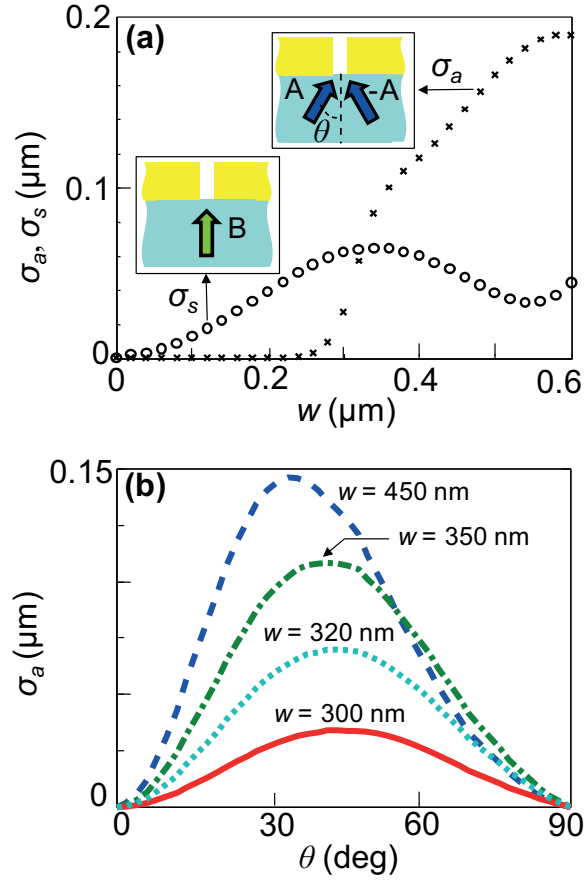 0.2
(a)
A
-A
θ
σa
B
σs
0.1
σa, σs (μm)
0
0
0.2
0.4
0.6
w (μm)
0.15
(b)
w = 450 nm
w = 350 nm
w = 320 nm
w = 300 nm
σa (μm)
0
0
30
60
90
θ (deg)